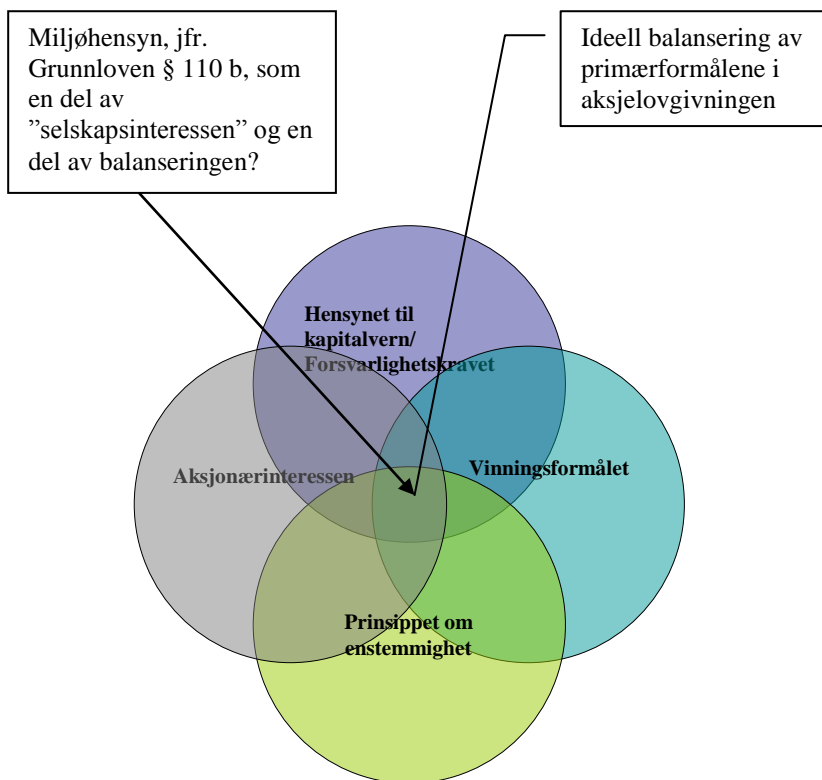 Miljøhensyn, jfr.
Grunnloven § 110 b, som
en del av
”selskapsinteressen” og en
del av balanseringen?
Ideell balansering av
primærformålene i
aksjelovgivningen
Hensynet til
kapitalvern/
Forsvarlighetskravet
Aksjonærinteressen
Vinningsformålet
Prinsippet om
enstemmighet